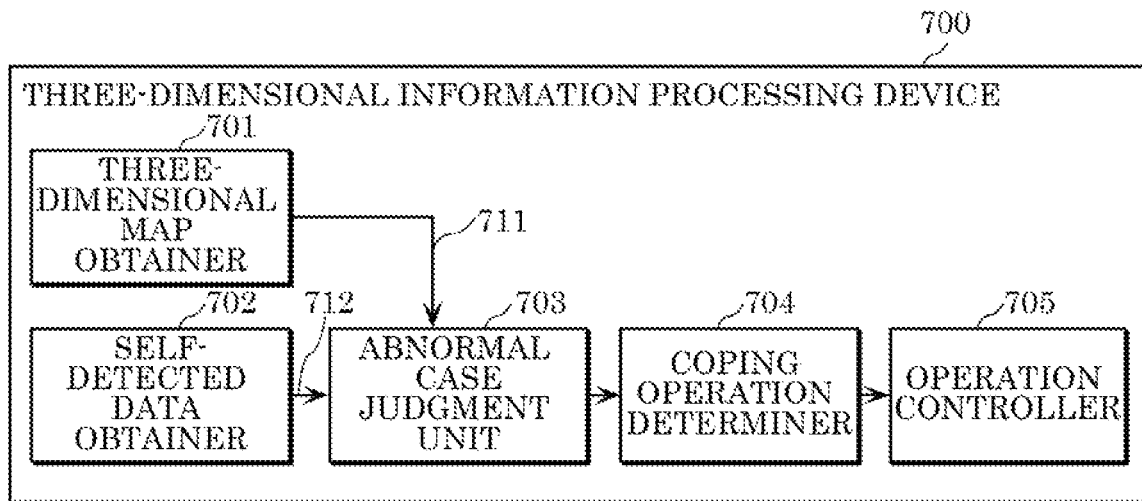 700
THREE-DIMENSIONAL INFORMATION PROCESSING DEVICE
701
THREE-
DIMENSIONAL
MAP
OBTAINER
711
702
712
SELF-
DETECTED
DATA
OBTAINER
703
ABNORMAL
CASE
JUDGMENT
UNIT
704
COPING
OPERATION
DETERMINER
705
OPERATION
CONTROLLER